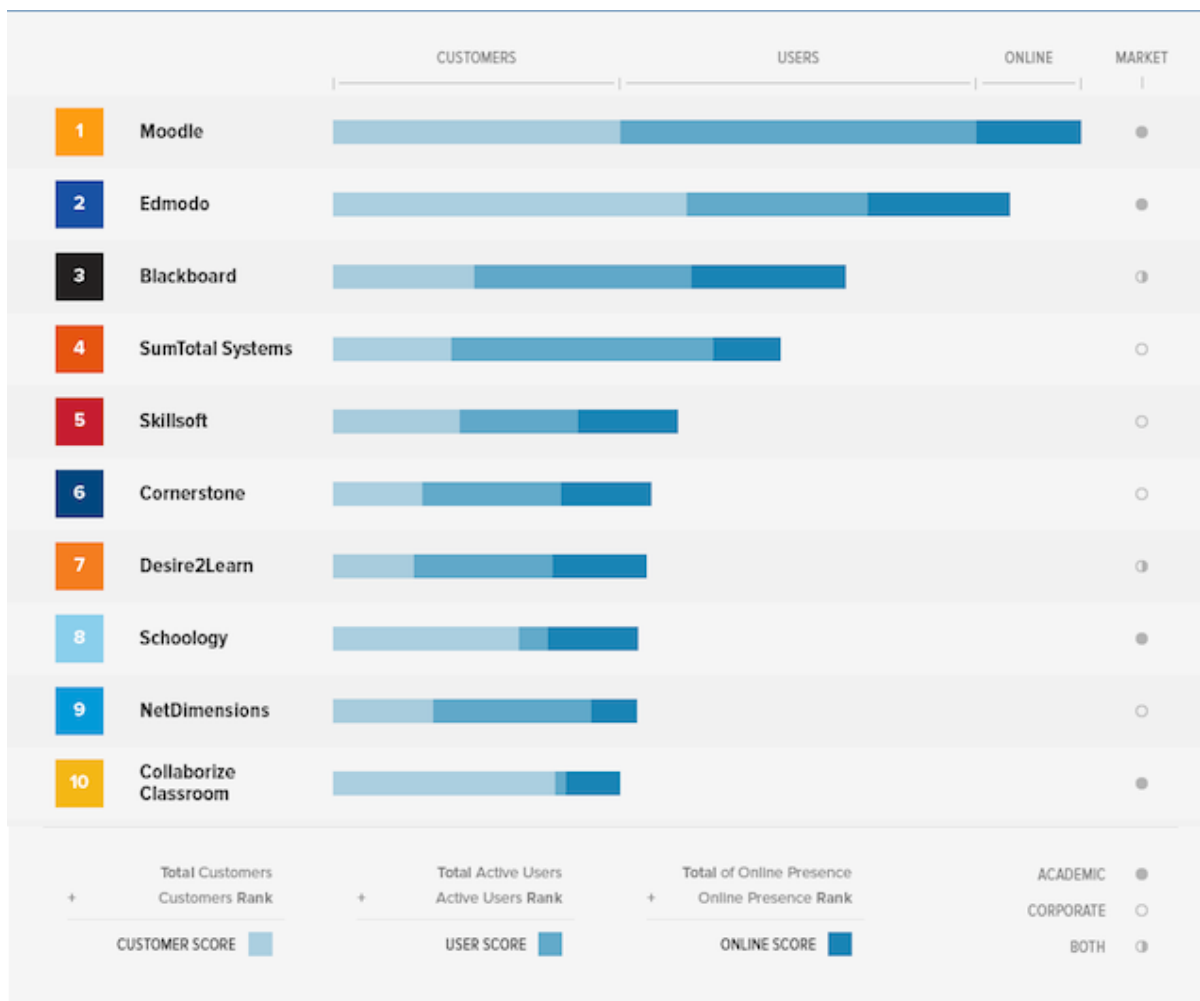 CUSTOMERS USERS ONLINE MARKET
1 Moodle
2 Edmodo
3 Blackboard
4 SumTotal Systems
5 Skillsoft
6 Cornerstone
7 Desire2Learn
8 Schoology
9 NetDimensions
10 Collaborize
Classroom
Total Customers
+ Customers Rank
CUSTOMER SCORE
Total Active Users
+ Active Users Rank
USER SCORE
Total of Online Presence
+ Online Presence Rank
ONLINE SCORE
ACADEMIC
CORPORATE
BOTH